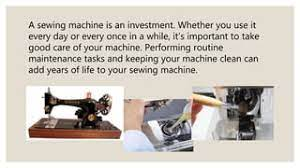 A sewing machine is an investment. Whether you use it
every day or every once in a while, it's important to take
good care of your machine. Performing routine
maintenance tasks and keeping your machine clean can
add years of life to your sewing machine.